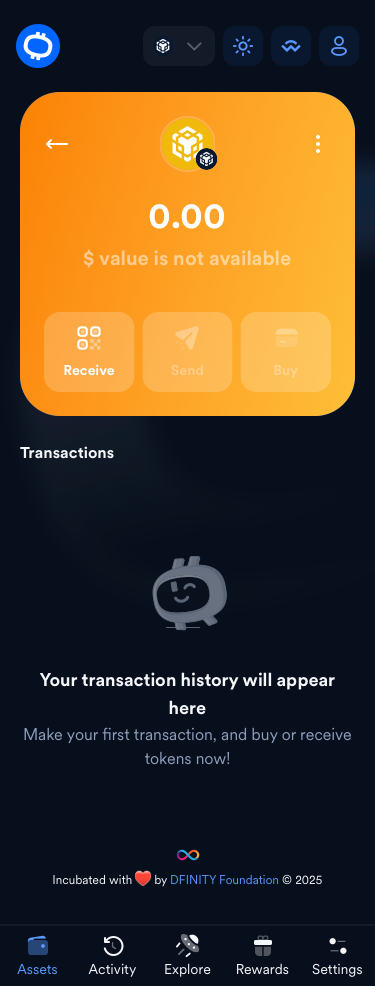 0.00
$ value is not available
Receive
Send
Buy
Transactions
Your transaction history will appear
here
Make your first transaction, and buy or receive
tokens now!
Incubated with ❤️ by DFINITY Foundation © 2025
Assets
Activity
Explore
Rewards
Settings